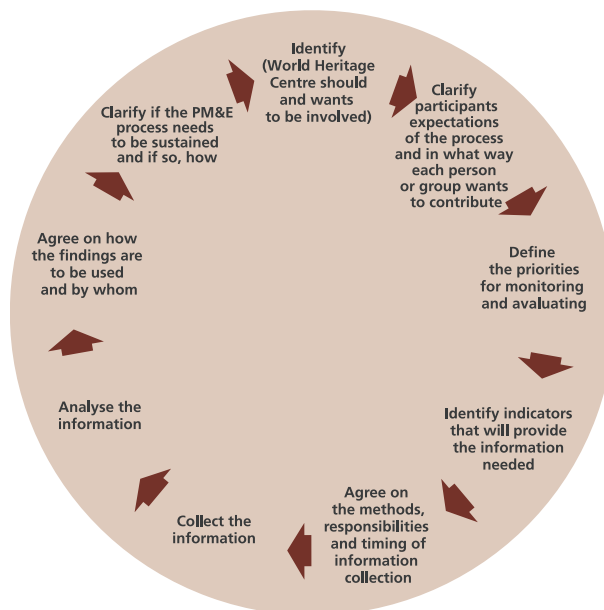 Identify
(World Heritage
Centre should
and wants
to be involved)
Clarify
participants
expectations
of the process
and in what way
each person
or group wants
to contribute
Define
the priorities
for monitoring
and evaluating
Identify indicators
that will provide
the information
needed
Agree on
the methods,
responsibilities
and timing of
information
collection
Collect the
information
Analyse the
information
Agree on how
the findings are
to be used
and by whom
Clarify if the PM&E
process needs
to be sustained
and if so, how